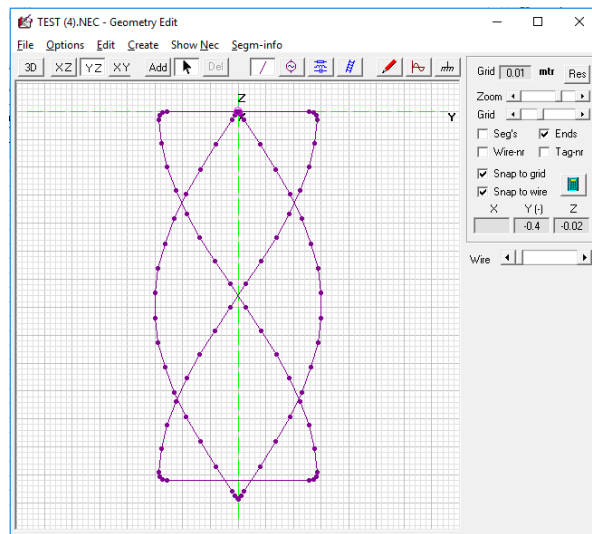 TEST (4).NEC - Geometry Edit
File Options Edit Create Show Nec Segm-info
3D XZ YZ XY Add Del
Grid 0.01 mtr Res
Zoom
Grid
Seg's Ends
Wire-nr Tag-nr
Snap to grid
Snap to wire
X Y (-) Z
-0.4 -0.02
Wire
Z
Y
Y